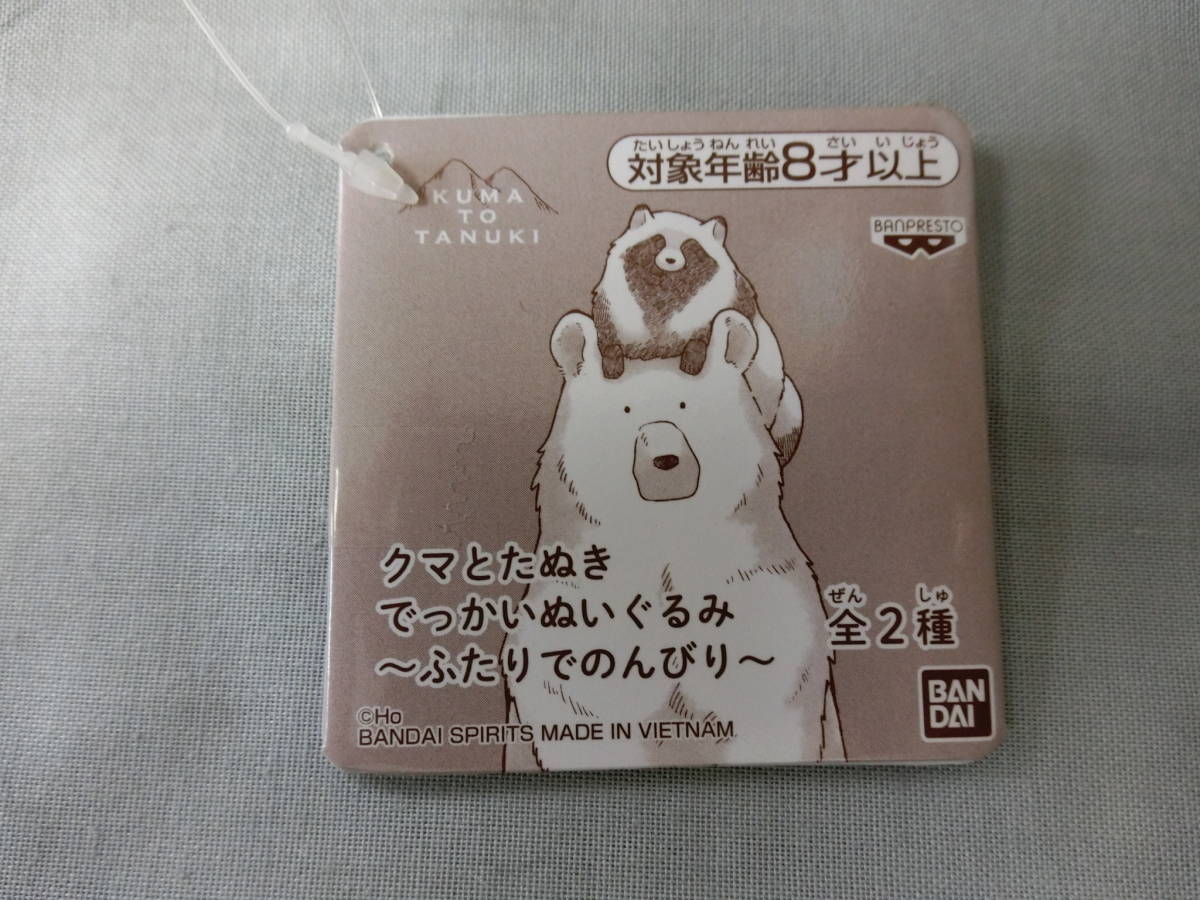 たいしょうねんれい さいいじょう
対象年齢8才以上
KUMA
TO
TANUKI
BANPRESTO
クマとたぬき
でっかいぬいぐるみ
～ふたりでのんびり～
ぜん しゅ
全2種
©Ho
BANDAI SPIRITS MADE IN VIETNAM
BAN
DAI